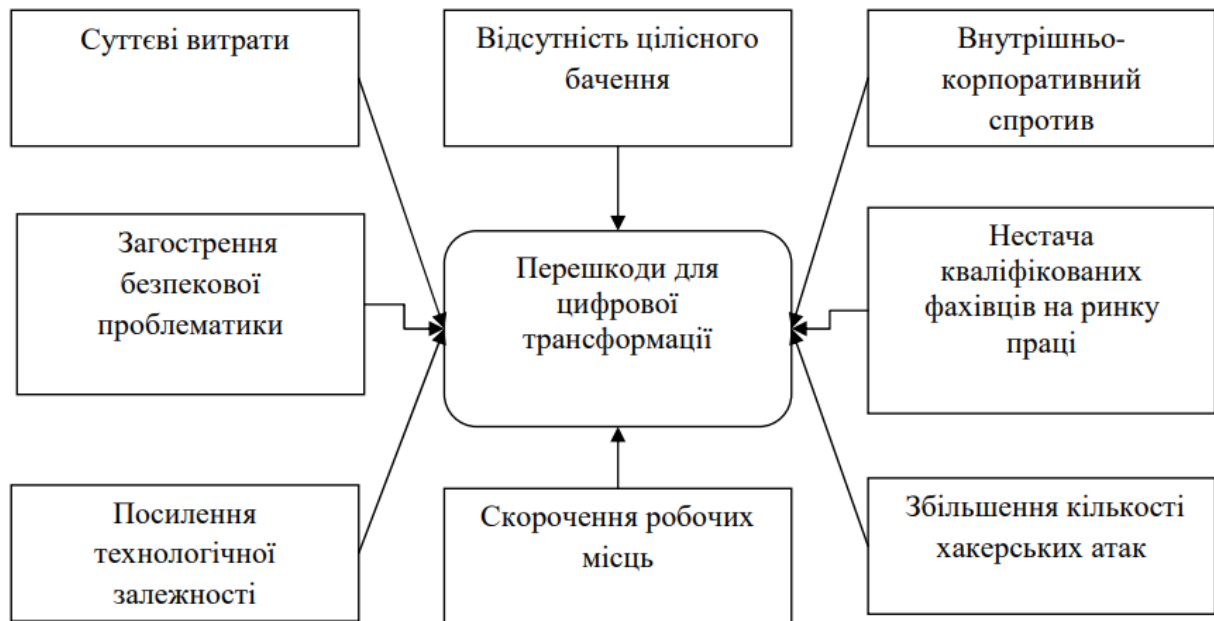 Суттєві витрати
Відсутність цілісного
бачення
Внутрішньо-
корпоративний
спротив
Загострення
безпекової
проблематики
Перешкоди для
цифрової
трансформації
Нестача
кваліфікованих
фахівців на ринку
праці
Посилення
технологічної
залежності
Скорочення робочих
місць
Збільшення кількості
хакерських атак